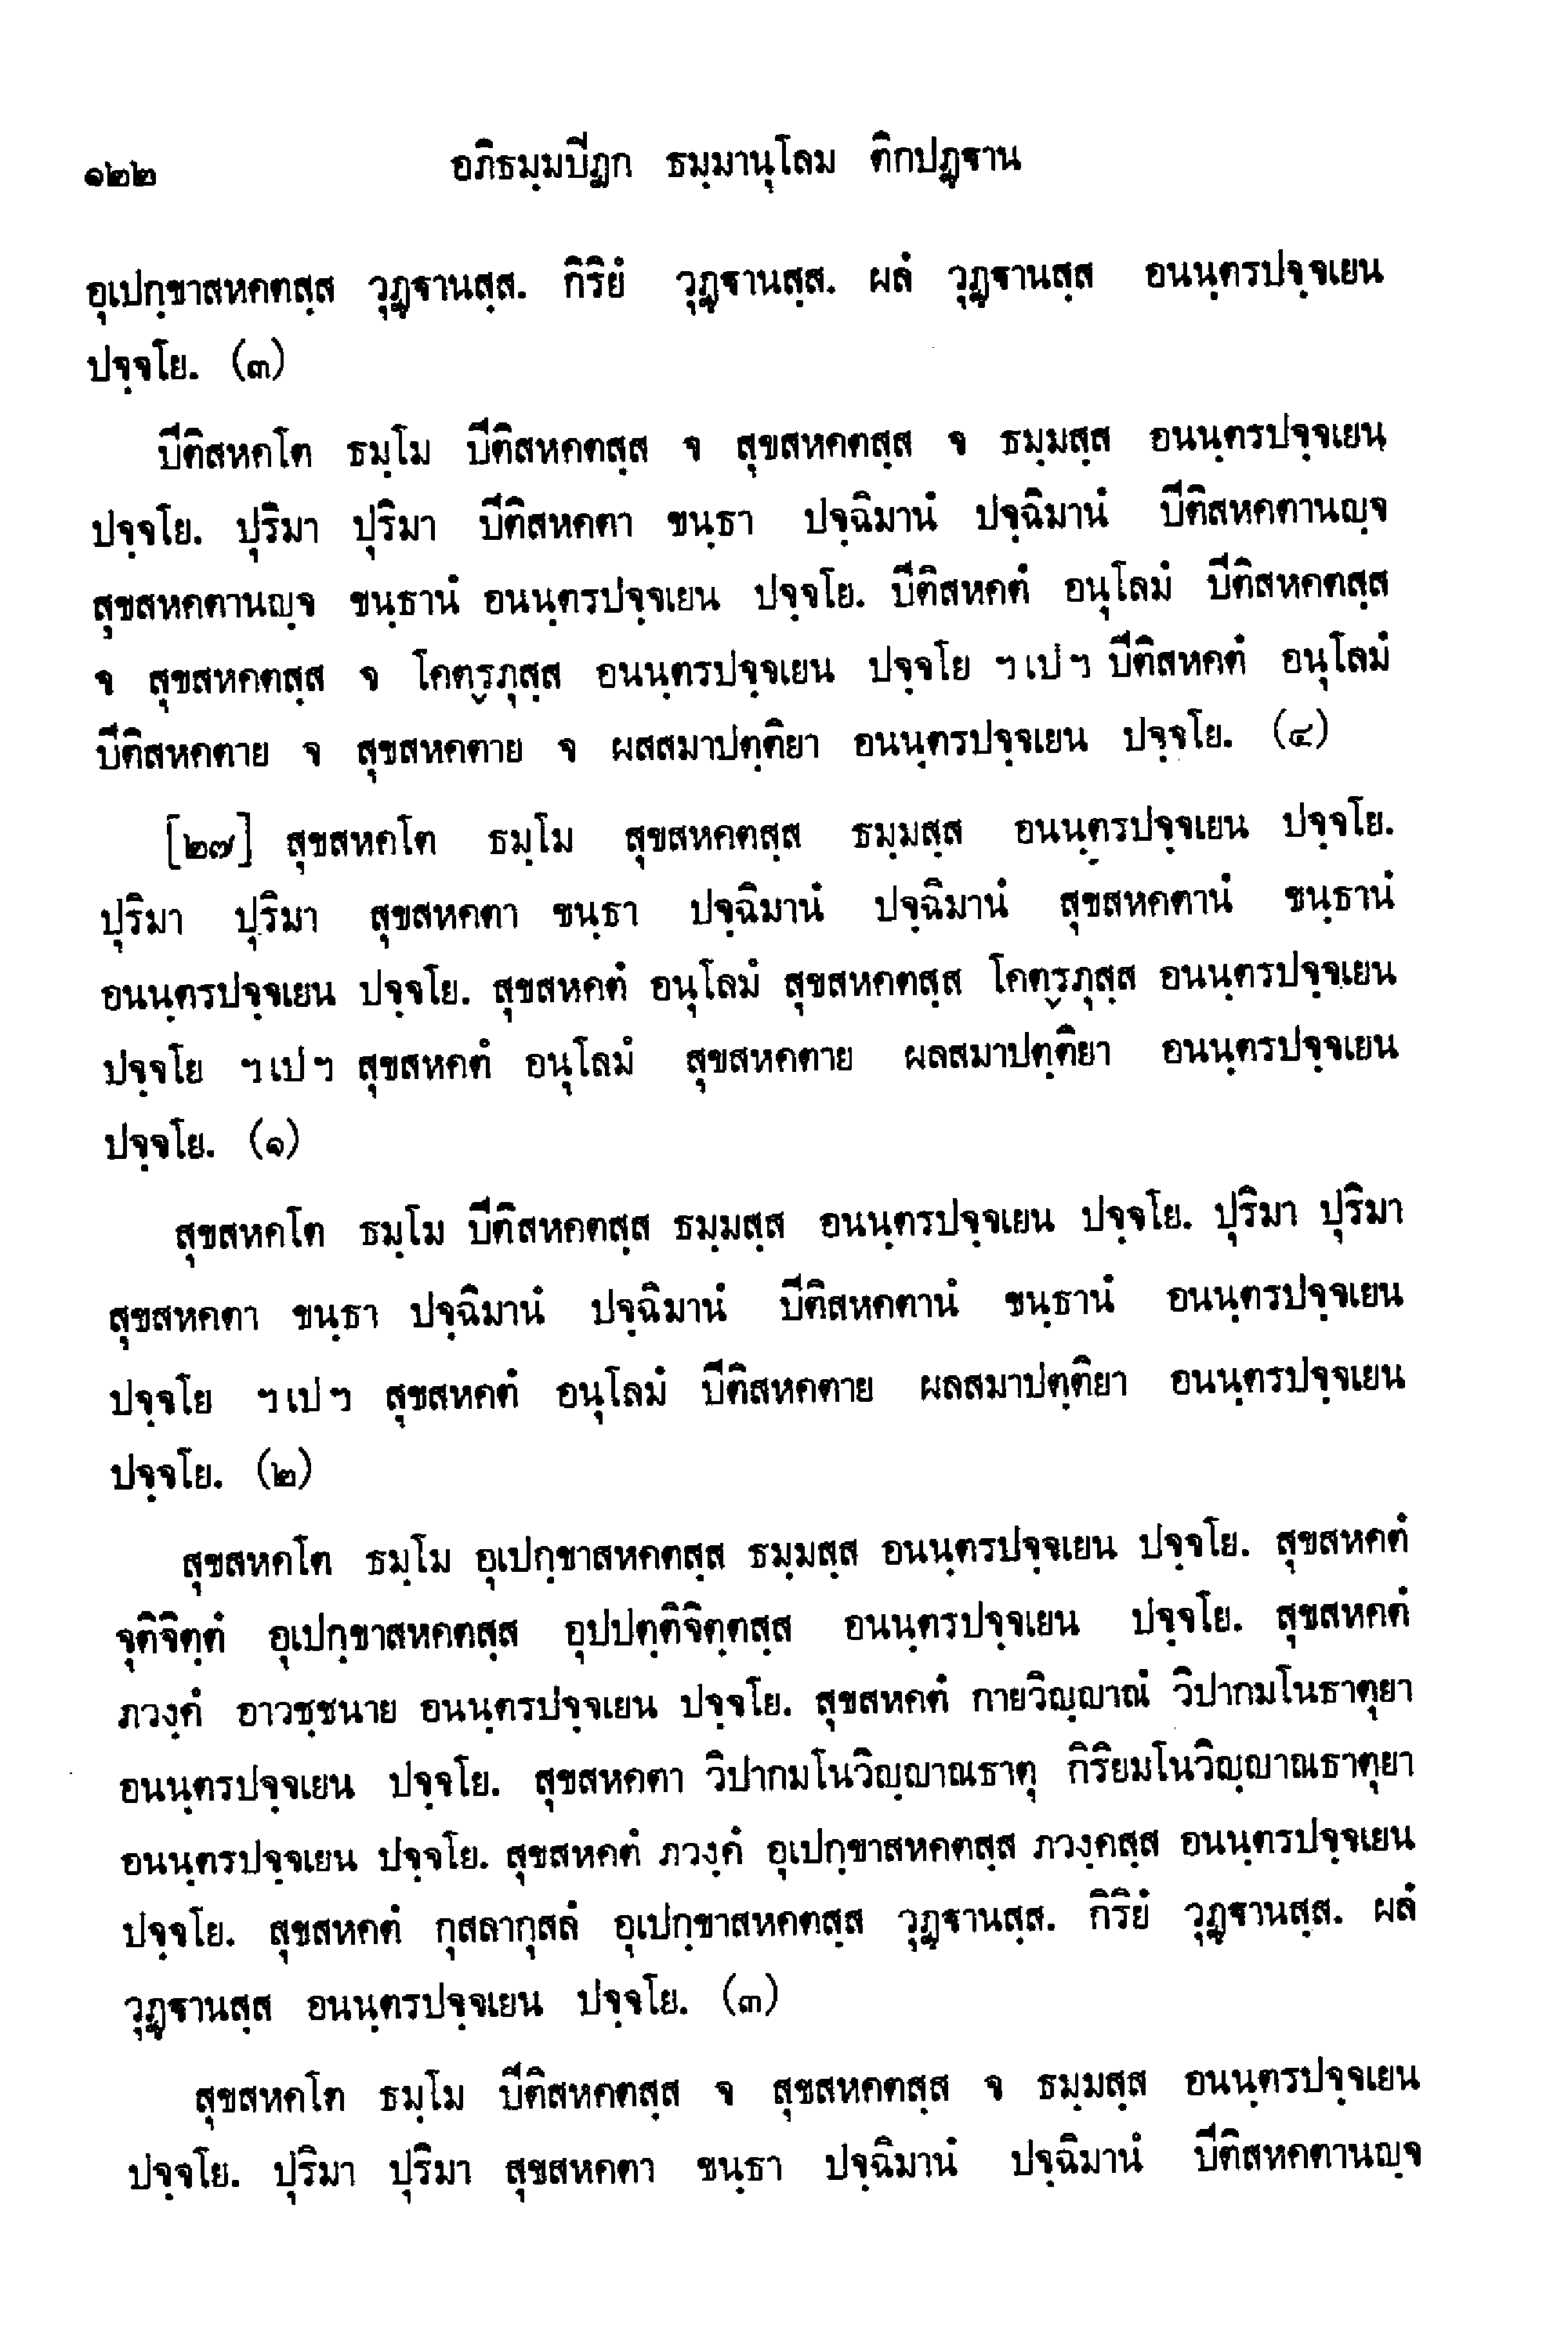 ๑๒๒ อภิธมฺมปีฏก ธมฺมานุโลม ติกปฏฺฐาน
อุเปกฺขาสหคตสฺส วุฏฺฐานสฺส. กิริยํ วุฏฺฐานสฺส. ผลํ วุฏฺฐานสฺส อนนฺตรปจฺจเยน
ปจฺจโย. (๓)
ปีติสหคโต ธมฺโม ปีติสหคตสฺส จ สุขสหคตสฺส จ ธมฺมสฺส อนนฺตรปจฺจเยน
ปจฺจโย. ปุริมา ปุริมา ปีติสหคตา ขนฺธา ปจฺฉิมานํ ปจฺฉิมานํ ปีติสหคตานญฺจ
สุขสหคตานญฺจ ขนฺธานํ อนนฺตรปจฺจเยน ปจฺจโย. ปีติสหคตํ อนุโลมํ ปีติสหคตสฺส
จ สุขสหคตสฺส จ โคตฺรภุสฺส อนนฺตรปจฺจเยน ปจฺจโย ฯ เป ฯ ปีติสหคตํ อนุโลมํ
ปีติสหคตาย จ สุขสหคตาย จ ผสสมาปตฺติยา อนนฺตรปจฺจเยน ปจฺจโย. (๔)
[๒๗] สุขสหคโต ธมฺโม สุขสหคตสฺส ธมฺมสฺส อนนฺตรปจฺจเยน ปจฺจโย.
ปุริมา ปุริมา สุขสหคตา ขนฺธา ปจฺฉิมานํ ปจฺฉิมานํ สุขสหคตานํ ขนฺธานํ
อนนฺตรปจฺจเยน ปจฺจโย. สุขสหคตํ อนุโลมํ สุขสหคตสฺส โคตฺรภุสฺส อนนฺตรปจฺจเยน
ปจฺจโย ฯ เป ฯ สุขสหคตํ อนุโลมํ สุขสหคตาย ผลสมาปตฺติยา อนนฺตรปจฺจเยน
ปจฺจโย. (๑)
สุขสหคโต ธมฺโม ปีติสหคตสฺส ธมฺมสฺส อนนฺตรปจฺจเยน ปจฺจโย. ปุริมา ปุริมา
สุขสหคตา ขนฺธา ปจฺฉิมานํ ปจฺฉิมานํ ปีติสหคตานํ ขนฺธานํ อนนฺตรปจฺจเยน
ปจฺจโย ฯ เป ฯ สุขสหคตํ อนุโลมํ ปีติสหคตาย ผลสมาปตฺติยา อนนฺตรปจฺจเยน
ปจฺจโย. (๒)
สุขสหคโต ธมฺโม อุเปกฺขาสหคตสฺส ธมฺมสฺส อนนฺตรปจฺจเยน ปจฺจโย. สุขสหคตํ
จุติจิตฺตํ อุเปกฺขาสหคตสฺส อุปปตฺติจิตฺตสฺส อนนฺตรปจฺจเยน ปจฺจโย. สุขสหคตํ
ภวงฺคํ อาวชฺชนาย อนนฺตรปจฺจเยน ปจฺจโย. สุขสหคตํ กายวิญฺญาณํ วิปากมโนธาตุยา
อนนฺตรปจฺจเยน ปจฺจโย. สุขสหคตา วิปากมโนวิญฺญาณธาตุ กิริยมโนวิญฺญาณธาตุยา
อนนฺตรปจฺจเยน ปจฺจโย. สุขสหคตํ ภวงฺคํ อุเปกฺขาสหคตสฺส ภวงฺคสฺส อนนฺตรปจฺจเยน
ปจฺจโย. สุขสหคตํ กุสลากุสลํ อุเปกฺขาสหคตสฺส วุฏฺฐานสฺส. กิริยํ วุฏฺฐานสฺส. ผลํ
วุฏฺฐานสฺส อนนฺตรปจฺจเยน ปจฺจโย. (๓)
สุขสหคโต ธมฺโม ปีติสหคตสฺส จ สุขสหคตสฺส จ ธมฺมสฺส อนนฺตรปจฺจเยน
ปจฺจโย. ปุริมา ปุริมา สุขสหคตา ขนฺธา ปจฺฉิมานํ ปจฺฉิมานํ ปีติสหคตานญฺจ